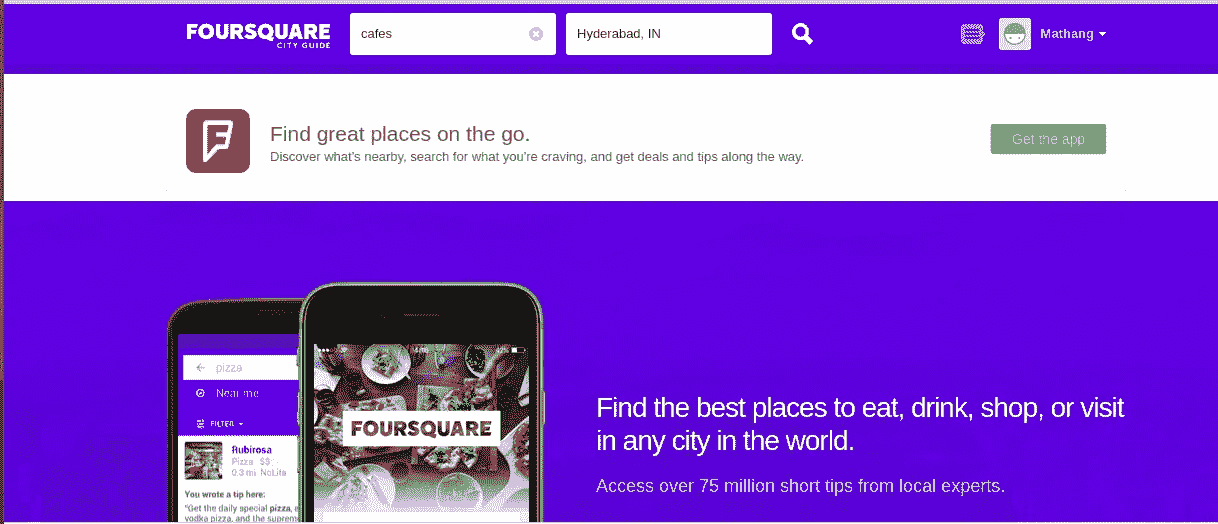 FOURSQUARE
CITY GUIDE
cafes
Hyderabad, IN
Mathang
Find great places on the go.
Discover what's nearby, search for what you're craving, and get deals and tips along the way.
Get the app
pizza
Near me
FILTER
Rubirosa
Pizza $$
0.3 mi NoLita
You wrote a tip here:
"Get the daily special pizza,
vodka pizza, and the supreme
FOURSQUARE
Find the best places to eat, drink, shop, or visit
in any city in the world.
Access over 75 million short tips from local experts.